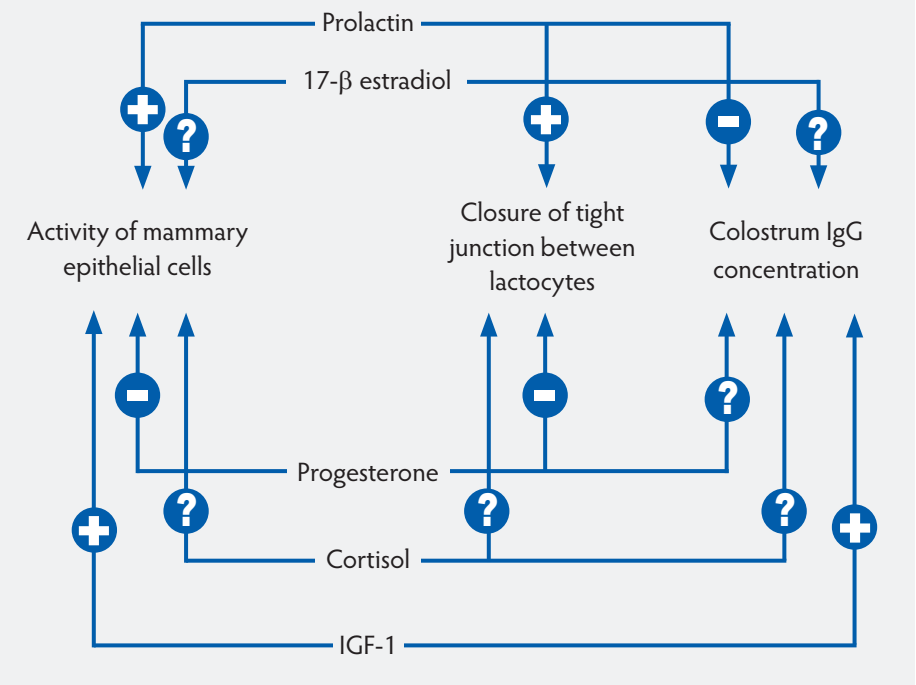 Prolactin
17-β estradiol
+
?
+
−
?
Activity of mammary
epithelial cells
Closure of tight
junction between
lactocytes
Colostrum IgG
concentration
−
−
?
Progesterone
+
?
?
?
+
Cortisol
IGF-1